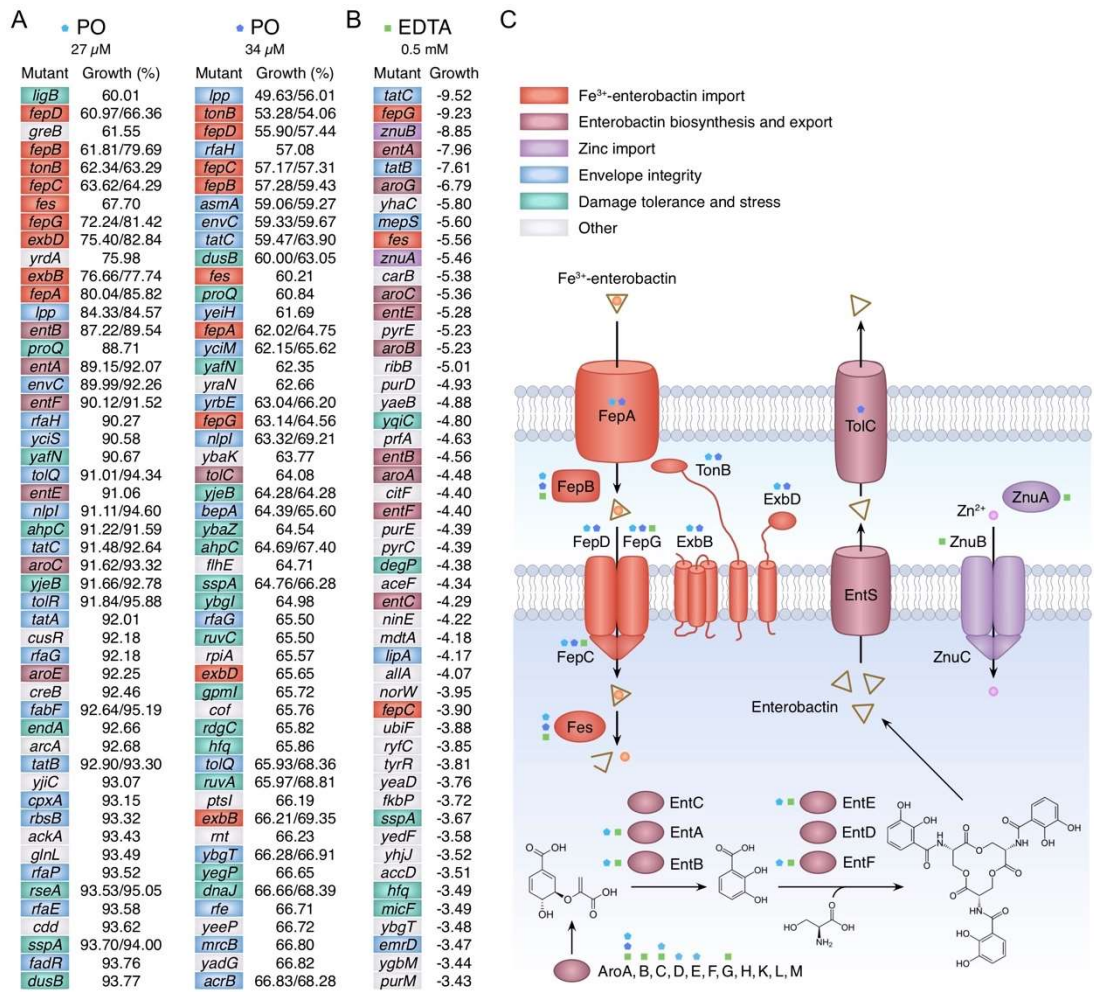 A
PO
27 µM
Mutant Growth (%)
ligB 60.01
fepD 60.97/66.36
greB 61.55
fepB 61.81/79.69
tonB 62.34/63.29
fepC 63.62/64.29
fes 67.70
fepG 72.24/81.42
exbD 75.40/82.84
yrdA 75.98
exbB 76.66/77.74
fepA 80.04/85.82
lpp 84.33/84.57
entB 87.22/89.54
proQ 88.71
entA 89.15/92.07
envC 89.99/92.26
entF 90.12/91.52
rfaH 90.27
yciS 90.58
yafN 90.67
tolQ 91.01/94.34
entE 91.06
nlpI 91.11/94.60
ahpC 91.22/91.59
tatC 91.48/92.64
aroC 91.62/93.32
yjeB 91.66/92.78
tolR 91.84/95.88
tatA 92.01
cusR 92.18
rfaG 92.18
aroE 92.25
creB 92.46
fabF 92.64/95.19
endA 92.66
arcA 92.68
tatB 92.90/93.30
yjiC 93.07
cpxA 93.15
rbsB 93.32
ackA 93.43
glnL 93.49
rfaP 93.52
rseA 93.53/95.05
rfaE 93.58
cdd 93.62
sspA 93.70/94.00
fadR 93.76
dusB 93.77
PO
34 µM
Mutant Growth (%)
lpp 49.63/56.01
tonB 53.28/54.06
fepD 55.90/57.44
rfaH 57.08
fepC 57.17/57.31
fepB 57.28/59.43
asmA 59.06/59.27
envC 59.33/59.67
tatC 59.47/63.90
dusB 60.00/63.05
fes 60.21
proQ 60.84
yeiH 61.69
fepA 62.02/64.75
yciM 62.15/65.62
yafN 62.35
yraN 62.66
yrbE 63.04/66.20
fepG 63.14/64.56
nlpI 63.32/69.21
ybaK 63.77
tolC 64.08
yjeB 64.28/64.28
bepA 64.39/65.60
ybaZ 64.54
ahpC 64.69/67.40
flhE 64.71
sspA 64.76/66.28
ybgI 64.98
rfaG 65.50
ruvC 65.50
rpiA 65.57
exbD 65.65
gpmI 65.72
cof 65.76
rdgC 65.82
hfq 65.86
tolQ 65.93/68.36
ruvA 65.97/68.81
ptsI 66.19
exbB 66.21/69.35
rnt 66.23
ybgT 66.28/66.91
yegP 66.65
dnaJ 66.66/68.39
rfe 66.71
yeeP 66.72
mrcB 66.80
yadG 66.82
acrB 66.83/68.28
B
EDTA
0.5 mM
Mutant Growth
tatC -9.52
fepG -9.23
znuB -8.85
entA -7.96
tatB -7.61
aroG -6.79
yhaC -5.80
mepS -5.60
fes -5.56
znuA -5.46
carB -5.38
aroC -5.36
entE -5.28
pyrE -5.23
aroB -5.23
ribB -5.01
purD -4.93
yaeB -4.88
yqiC -4.80
prfA -4.63
entB -4.56
aroA -4.48
citF -4.40
entF -4.40
purE -4.39
pyrC -4.39
degP -4.38
aceF -4.34
entC -4.29
ninE -4.22
mdtA -4.18
lipA -4.17
allA -4.07
norW -3.95
fepC -3.90
ubiF -3.88
ryfC -3.85
tyrR -3.81
yeaD -3.76
fkbP -3.72
sspA -3.67
yedF -3.58
yhjJ -3.52
accD -3.51
hfq -3.49
micF -3.49
ybgT -3.48
emrD -3.47
ygbM -3.44
purM -3.43
C
Fe3+-enterobactin import
Enterobactin biosynthesis and export
Zinc import
Envelope integrity
Damage tolerance and stress
Other
Fe3+-enterobactin
FepA
TolC
FepB
TonB
ExbD
ZnuA
Zn2+
FepD
FepG
ExbB
ZnuB
EntS
FepC
ZnuC
Fes
Enterobactin
EntC
EntA
EntB
EntE
EntD
EntF
O
OH
O
O
OH
OH
O
OH
OH
OH
O
HO
OH
NH2
OH
HO
O
HN
O
O
O
O
O
O
O
O
NH
OH
OH
NH
O
HO
HO
AroA, B, C, D, E, F, G, H, K, L, M